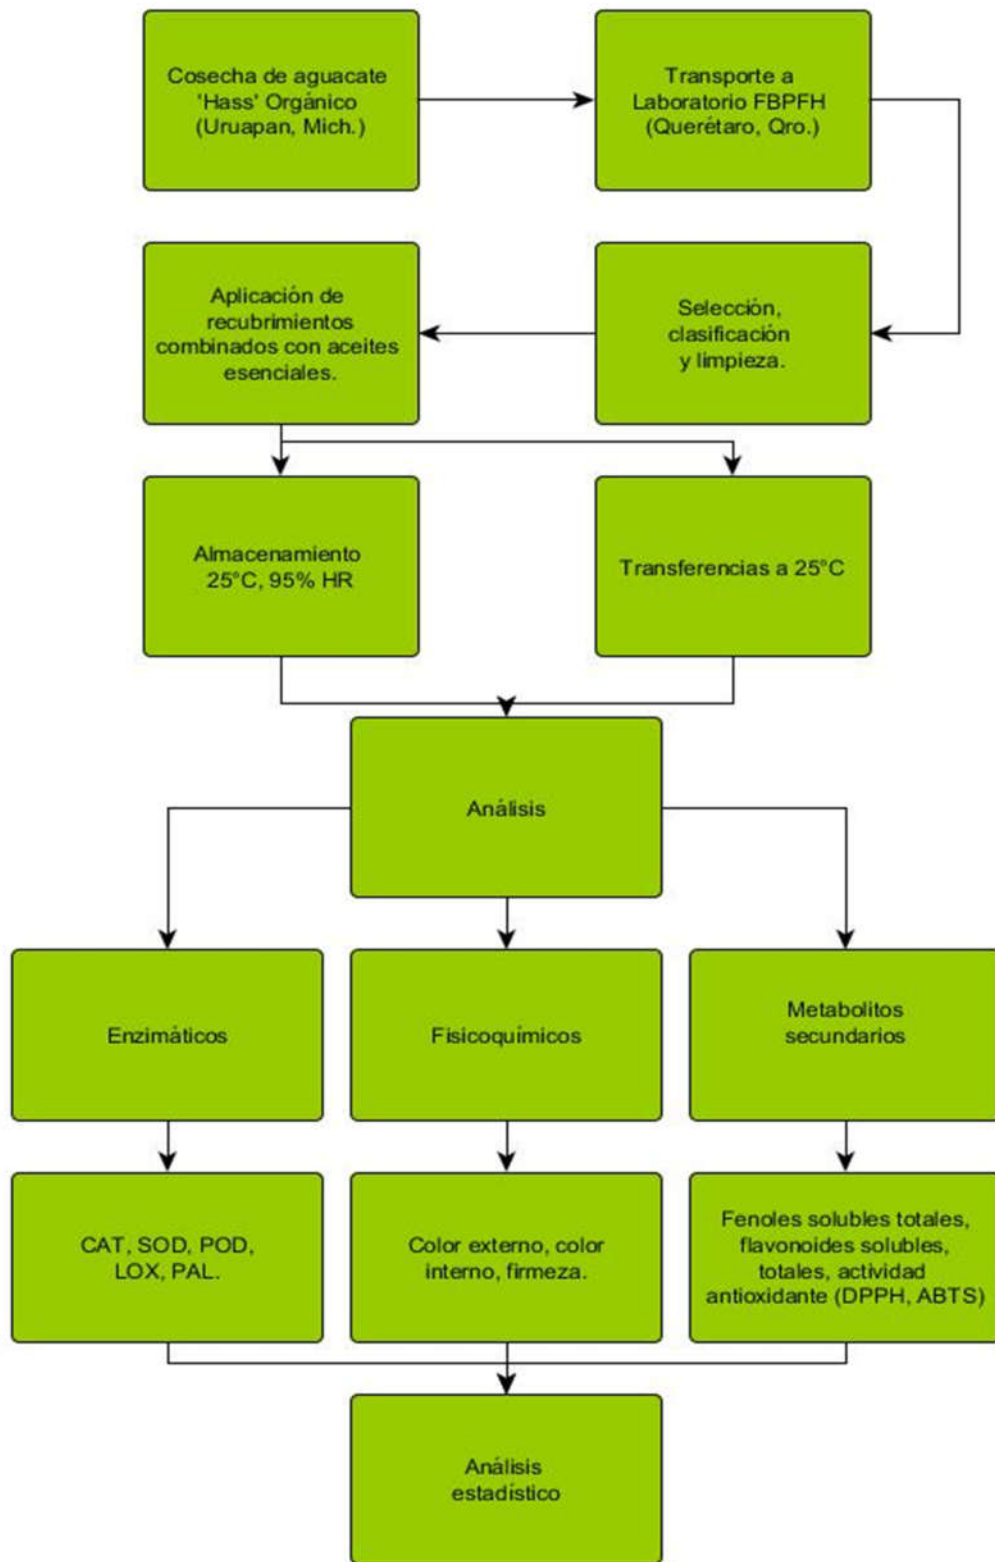 Cosecha de aguacate
'Hass' Orgánico
(Uruapan, Mich.)
Transporte a
Laboratorio FBPFH
(Querétaro, Qro.)
Aplicación de
recubrimientos
combinados con aceites
esenciales.
Selección,
clasificación
y limpieza.
Almacenamiento
25°C, 95% HR
Transferencias a 25°C
Análisis
Enzimáticos
Fisicoquímicos
Metabolitos
secundarios
CAT, SOD, POD,
LOX, PAL.
Color externo, color
interno, firmeza.
Fenoles solubles totales,
flavonoides solubles,
totales, actividad
antioxidante (DPPH, ABTS)
Análisis
estadístico